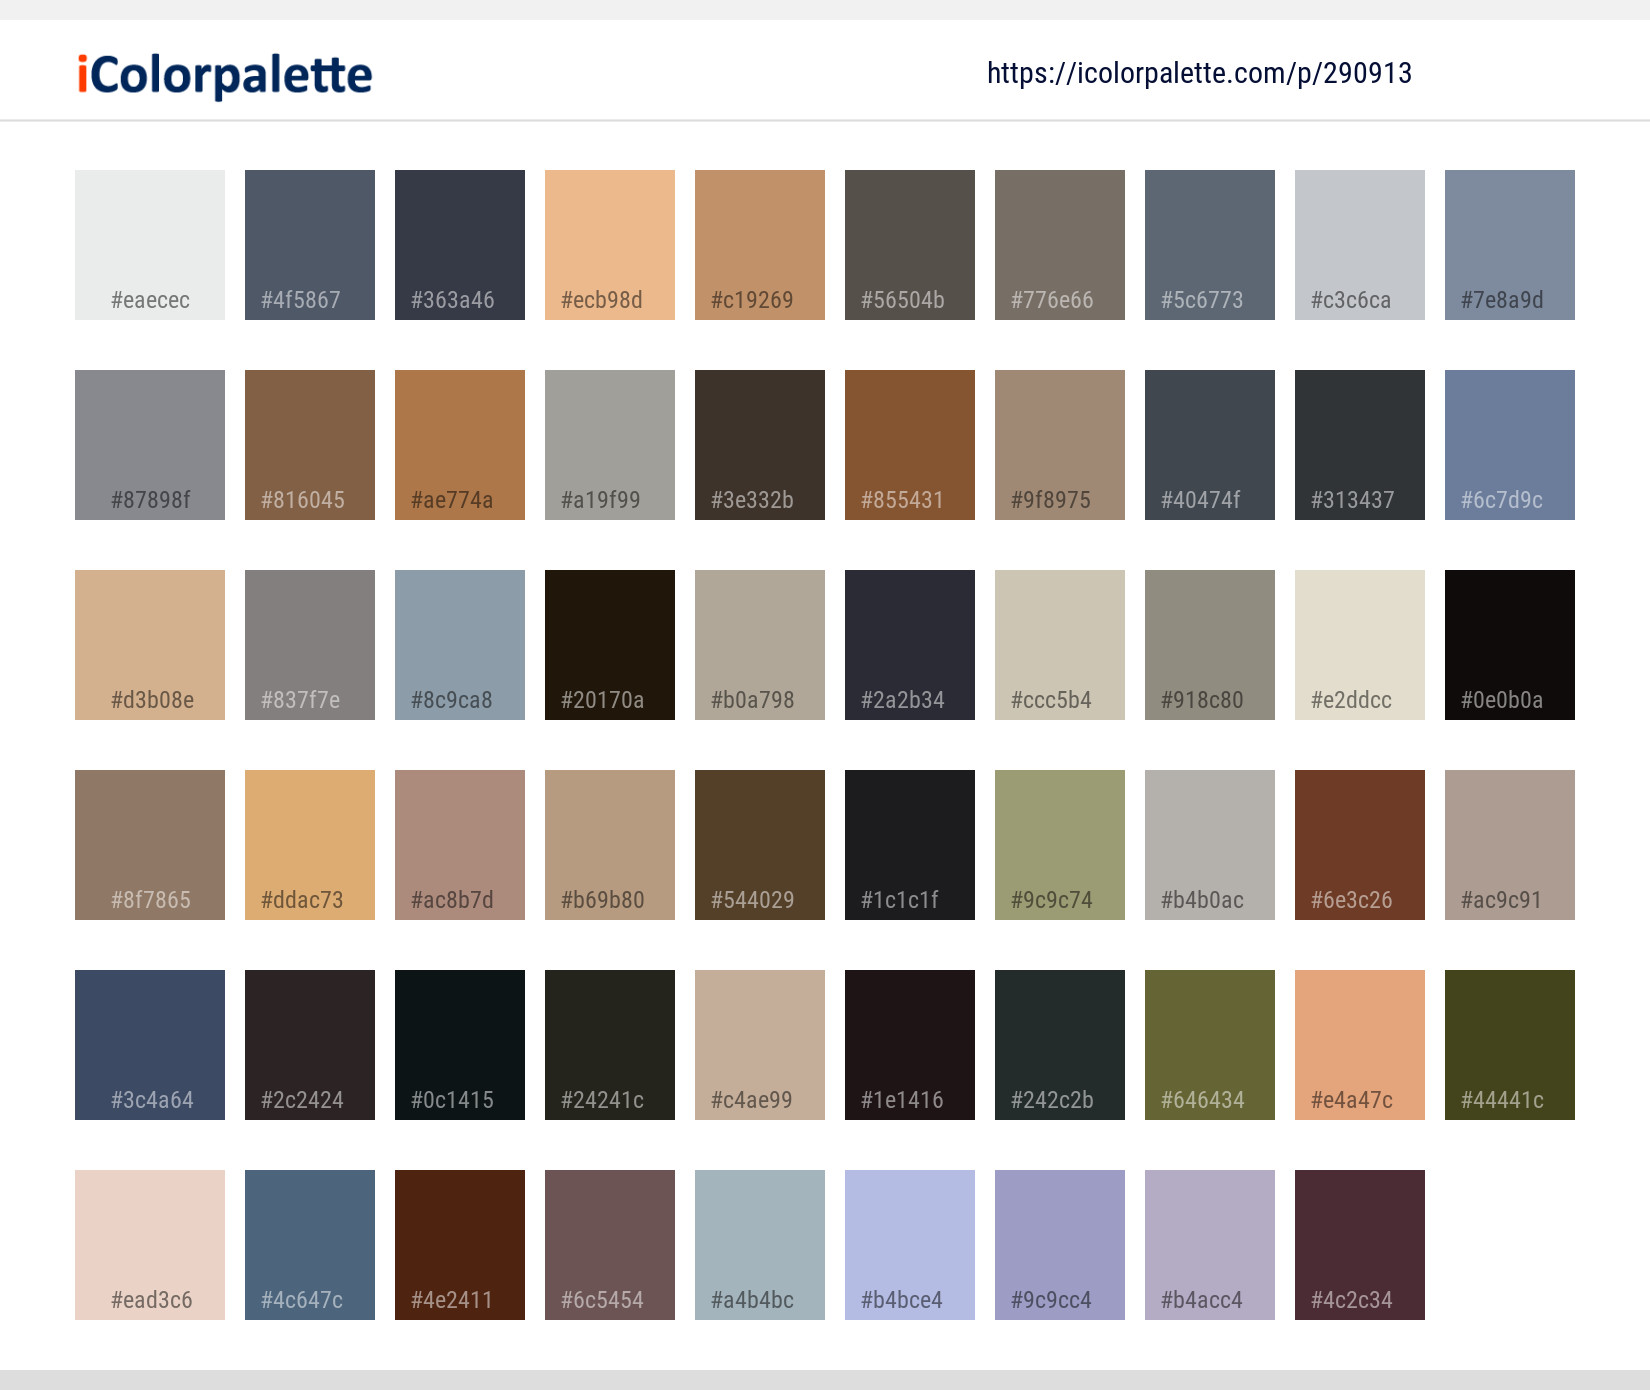 iColorpalette
https://icolorpalette.com/p/290913
#eaecec #4f5867 #363a46 #ecb98d #c19269 #56504b #776e66 #5c6773 #c3c6ca #7e8a9d
#87898f #816045 #ae774a #a19f99 #3e332b #855431 #9f8975 #40474f #313437 #6c7d9c
#d3b08e #837f7e #8c9ca8 #20170a #b0a798 #2a2b34 #ccc5b4 #918c80 #e2ddcc #0e0b0a
#8f7865 #ddac73 #ac8b7d #b69b80 #544029 #1c1c1f #9c9c74 #b4b0ac #6e3c26 #ac9c91
#3c4a64 #2c2424 #0c1415 #24241c #c4ae99 #1e1416 #242c2b #646434 #e4a47c #44441c
#ead3c6 #4c647c #4e2411 #6c5454 #a4b4bc #b4bce4 #9c9cc4 #b4acc4 #4c2c34